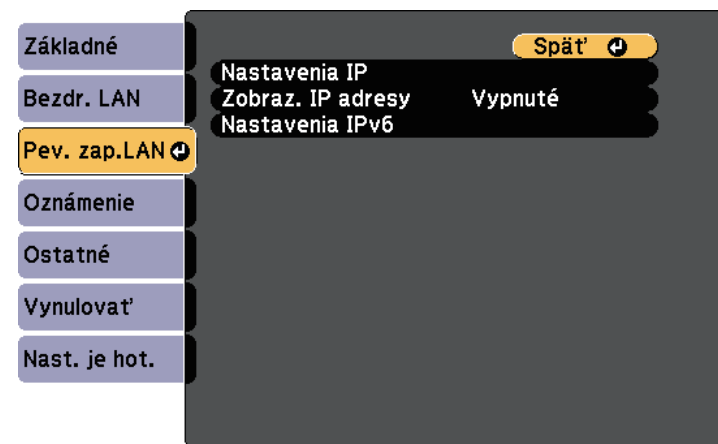 Základné
Bezdr. LAN
Pev. zap.LAN
Oznámenie
Ostatné
Vynulovať
Nast. je hot.
Späť
Nastavenia IP
Zobraz. IP adresy Vypnuté
Nastavenia IPv6